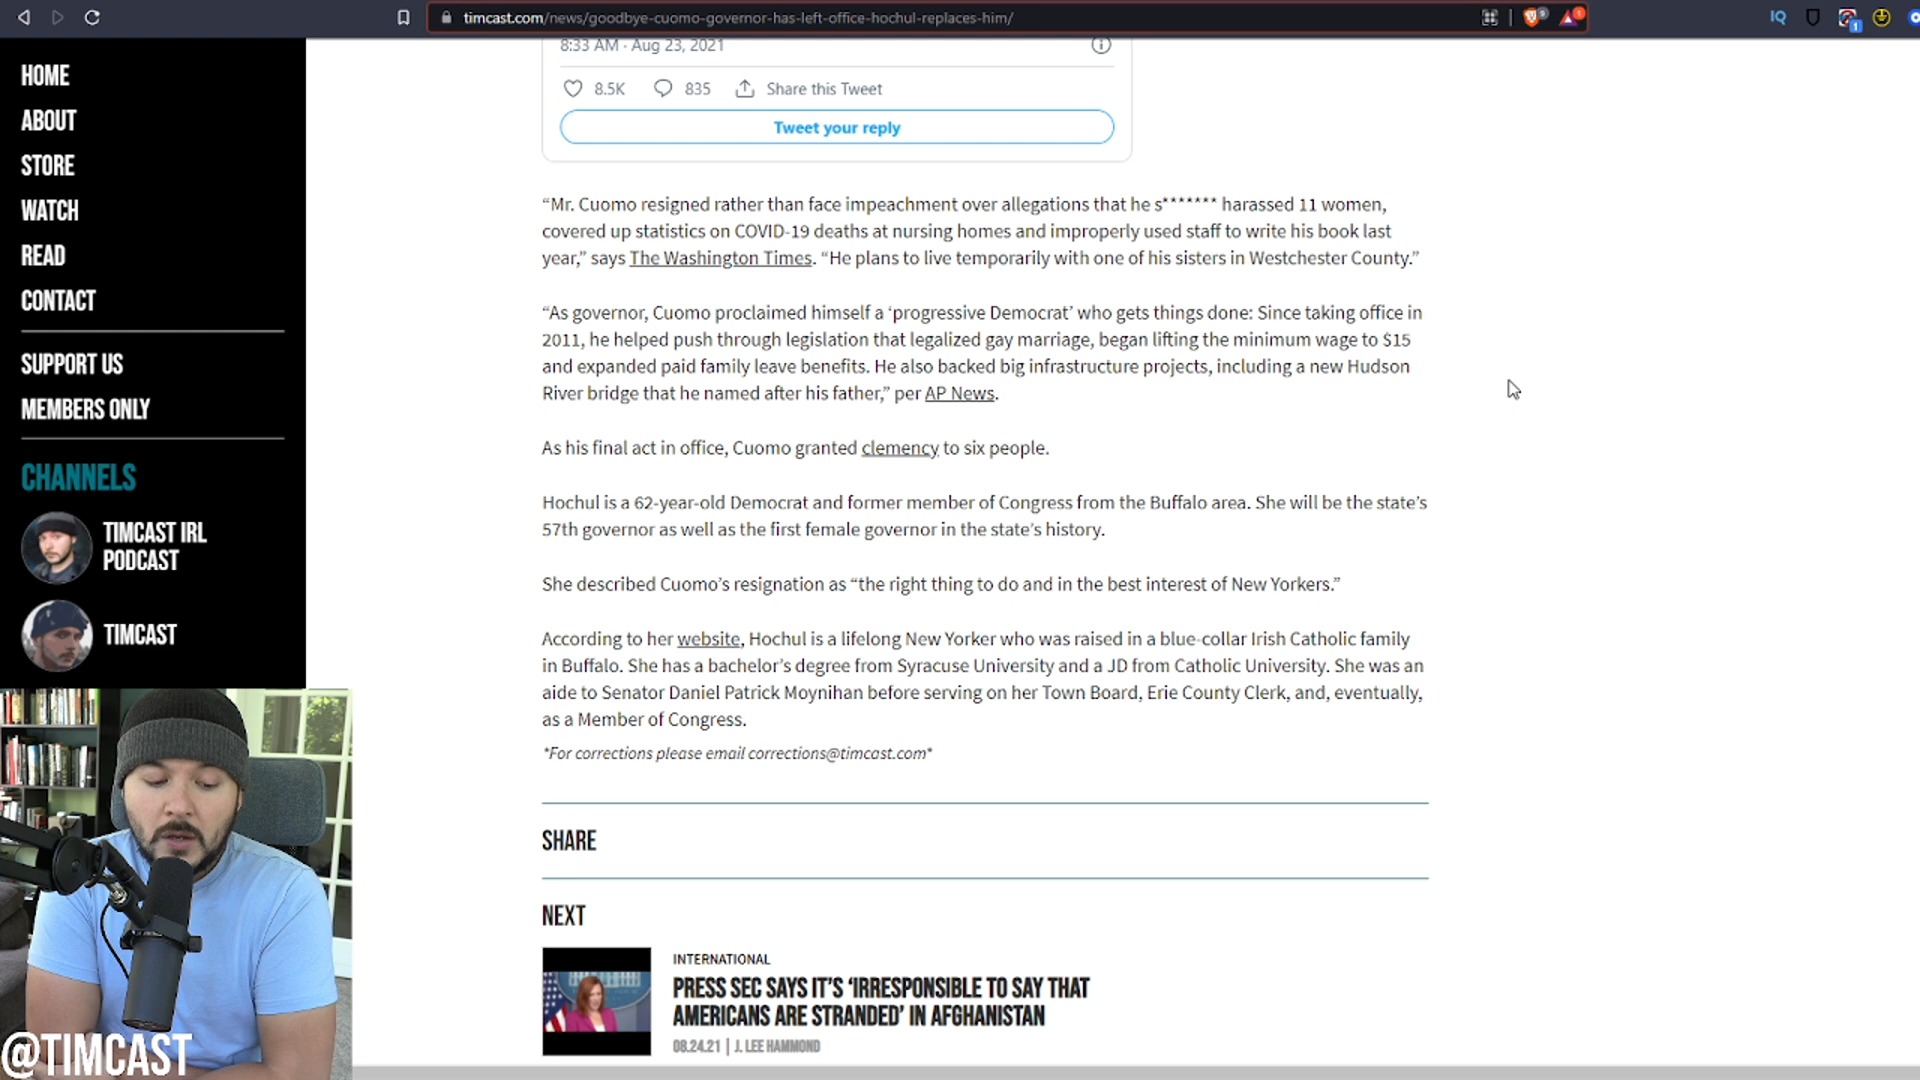 timcast.com/news/goodbye-cuomo-governor-has-left-office-hochul-replaces-him/
IQ
HOME
ABOUT
STORE
WATCH
READ
CONTACT
SUPPORT US
MEMBERS ONLY
CHANNELS
TIMCAST IRL
PODCAST
TIMCAST
@TIMCAST
8:33 AM · Aug 23, 2021
8.5K 835 Share this Tweet
Tweet your reply
“Mr. Cuomo resigned rather than face impeachment over allegations that he s******* harassed 11 women,
covered up statistics on COVID-19 deaths at nursing homes and improperly used staff to write his book last
year,” says The Washington Times. “He plans to live temporarily with one of his sisters in Westchester County.”
“As governor, Cuomo proclaimed himself a ‘progressive Democrat’ who gets things done: Since taking office in
2011, he helped push through legislation that legalized gay marriage, began lifting the minimum wage to $15
and expanded paid family leave benefits. He also backed big infrastructure projects, including a new Hudson
River bridge that he named after his father,” per AP News.
As his final act in office, Cuomo granted clemency to six people.
Hochul is a 62-year-old Democrat and former member of Congress from the Buffalo area. She will be the state’s
57th governor as well as the first female governor in the state’s history.
She described Cuomo’s resignation as “the right thing to do and in the best interest of New Yorkers.”
According to her website, Hochul is a lifelong New Yorker who was raised in a blue-collar Irish Catholic family
in Buffalo. She has a bachelor’s degree from Syracuse University and a JD from Catholic University. She was an
aide to Senator Daniel Patrick Moynihan before serving on her Town Board, Erie County Clerk, and, eventually,
as a Member of Congress.
*For corrections please email corrections@timcast.com*
SHARE
NEXT
INTERNATIONAL
PRESS SEC SAYS IT’S ‘IRRESPONSIBLE TO SAY THAT
AMERICANS ARE STRANDED’ IN AFGHANISTAN
08.24.21 | J. LEE HAMMOND